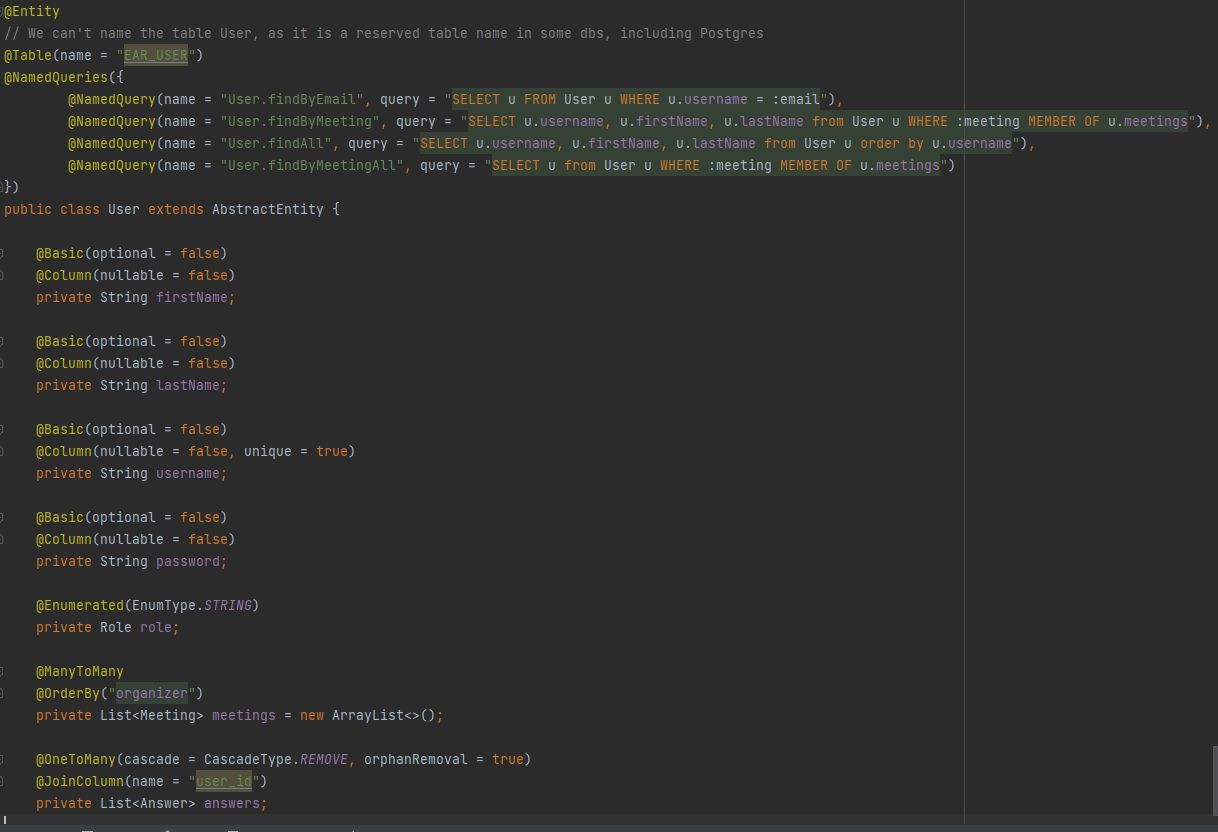 @Entity
// We can't name the table User, as it is a reserved table name in some dbs, including Postgres
@Table(name = "EAR_USER")
@NamedQueries({
        @NamedQuery(name = "User.findByEmail", query = "SELECT u FROM User u WHERE u.username = :email"),
        @NamedQuery(name = "User.findByMeeting", query = "SELECT u.username, u.firstName, u.lastName from User u WHERE :meeting MEMBER OF u.meetings"),
        @NamedQuery(name = "User.findAll", query = "SELECT u.username, u.firstName, u.lastName from User u order by u.username"),
        @NamedQuery(name = "User.findByMeetingAll", query = "SELECT u from User u WHERE :meeting MEMBER OF u.meetings")
})
public class User extends AbstractEntity {

    @Basic(optional = false)
    @Column(nullable = false)
    private String firstName;

    @Basic(optional = false)
    @Column(nullable = false)
    private String lastName;

    @Basic(optional = false)
    @Column(nullable = false, unique = true)
    private String username;

    @Basic(optional = false)
    @Column(nullable = false)
    private String password;

    @Enumerated(EnumType.STRING)
    private Role role;

    @ManyToMany
    @OrderBy("organizer")
    private List<Meeting> meetings = new ArrayList<>();

    @OneToMany(cascade = CascadeType.REMOVE, orphanRemoval = true)
    @JoinColumn(name = "user_id")
    private List<Answer> answers;